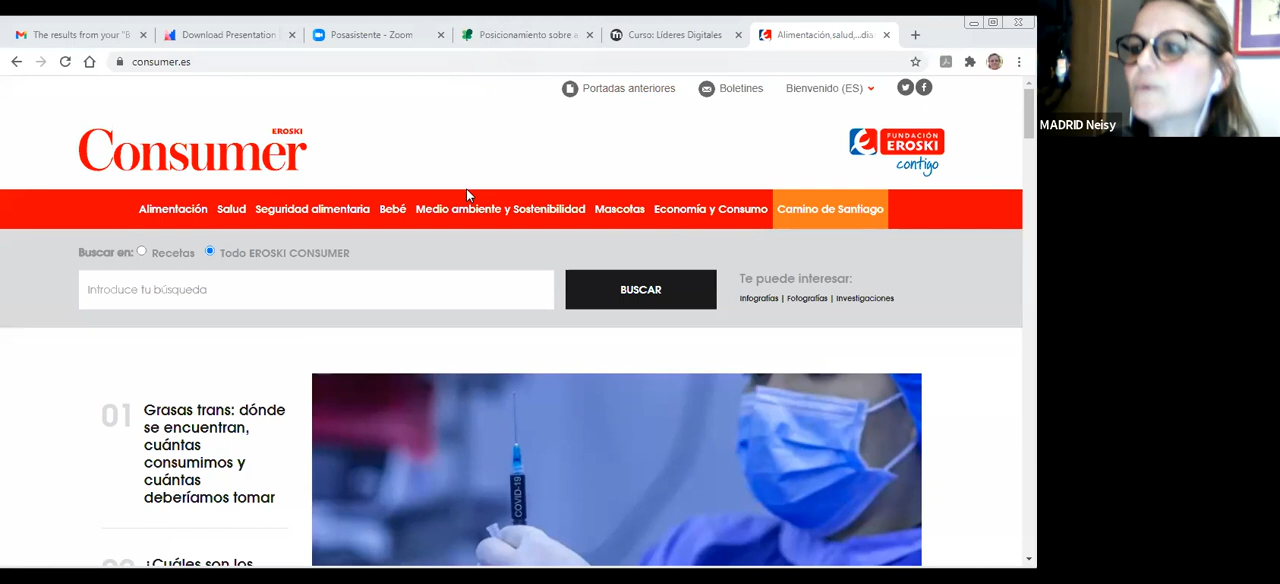 The results from your "B
Download Presentation
Posasistente - Zoom
Posicionamiento sobre a
Curso: Líderes Digitales
Alimentación,salud,...dia
consumer.es
Portadas anteriores
Boletines
Bienvenido (ES)
MADRID Neisy
EROSKI
Consumer
FUNDACIÓN
EROSKI
contigo
Alimentación Salud Seguridad alimentaria Bebé Medio ambiente y Sostenibilidad Mascotas Economía y Consumo Camino de Santiago
Buscar en: Recetas Todo EROSKI CONSUMER
Introduce tu búsqueda
BUSCAR
Te puede interesar:
Infografías | Fotografías | Investigaciones
01
Grasas trans: dónde
se encuentran,
cuántas
consumimos y
cuántas
deberíamos tomar
COVID-19
¿Cuáles son los